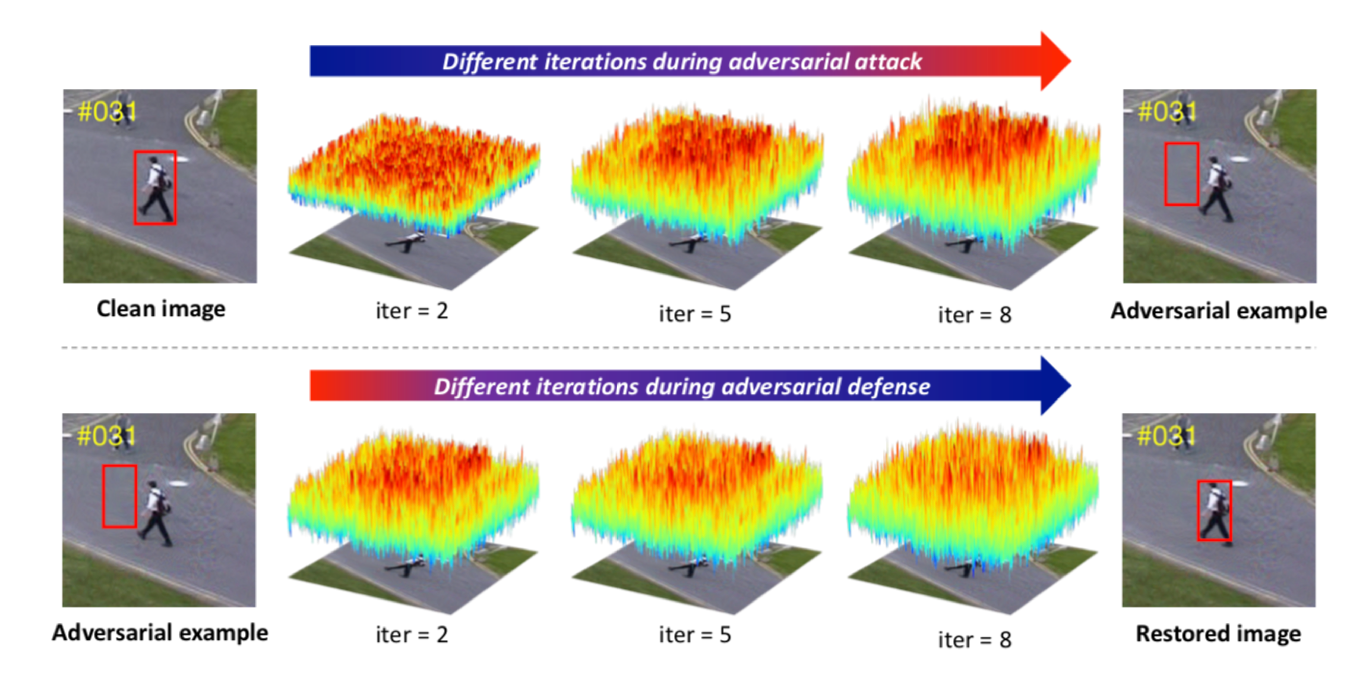 Different iterations during adversarial attack
#031
#031
Clean image
iter = 2
iter = 5
iter = 8
Adversarial example
Different iterations during adversarial defense
#031
#031
Adversarial example
iter = 2
iter = 5
iter = 8
Restored image